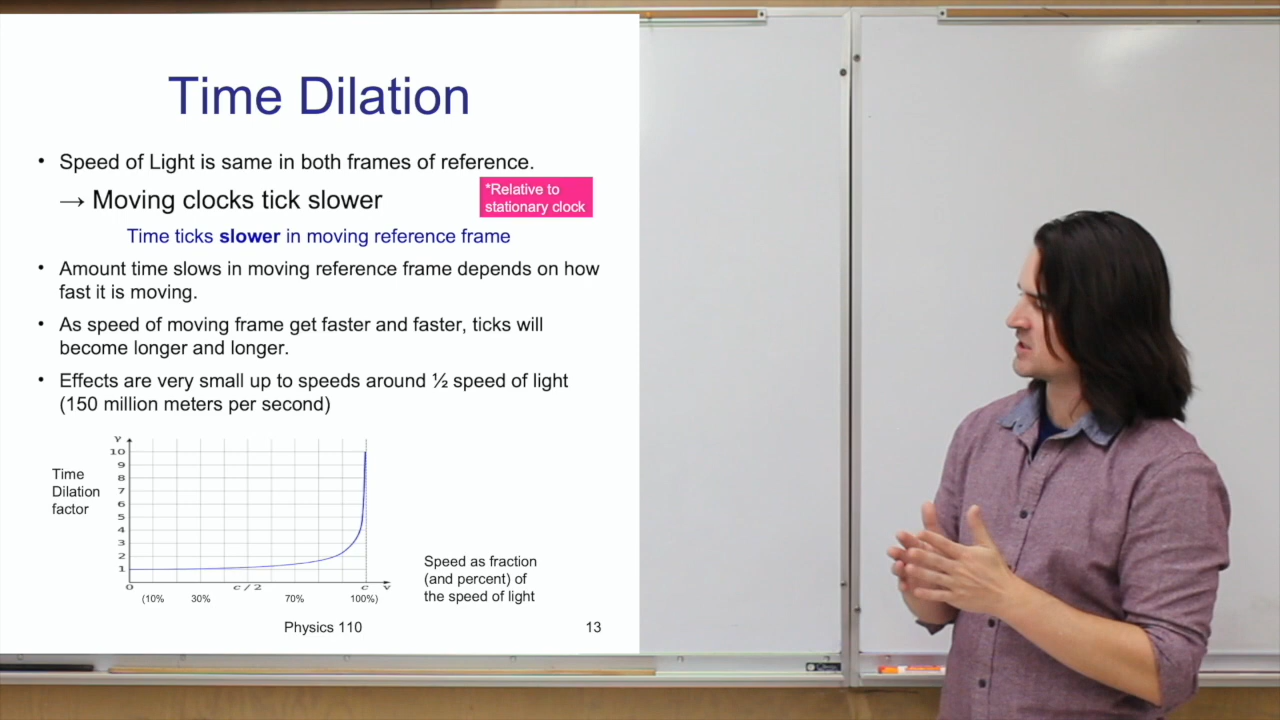 Time Dilation
• Speed of Light is same in both frames of reference.
→ Moving clocks tick slower
*Relative to
stationary clock
Time ticks slower in moving reference frame
• Amount time slows in moving reference frame depends on how
fast it is moving.
• As speed of moving frame get faster and faster, ticks will
become longer and longer.
• Effects are very small up to speeds around ½ speed of light
(150 million meters per second)
Time
Dilation
factor
γ
10
9
8
7
6
5
4
3
2
1
0 c/2 c v
(10% 30% 70% 100%)
Speed as fraction
(and percent) of
the speed of light
Physics 110 13